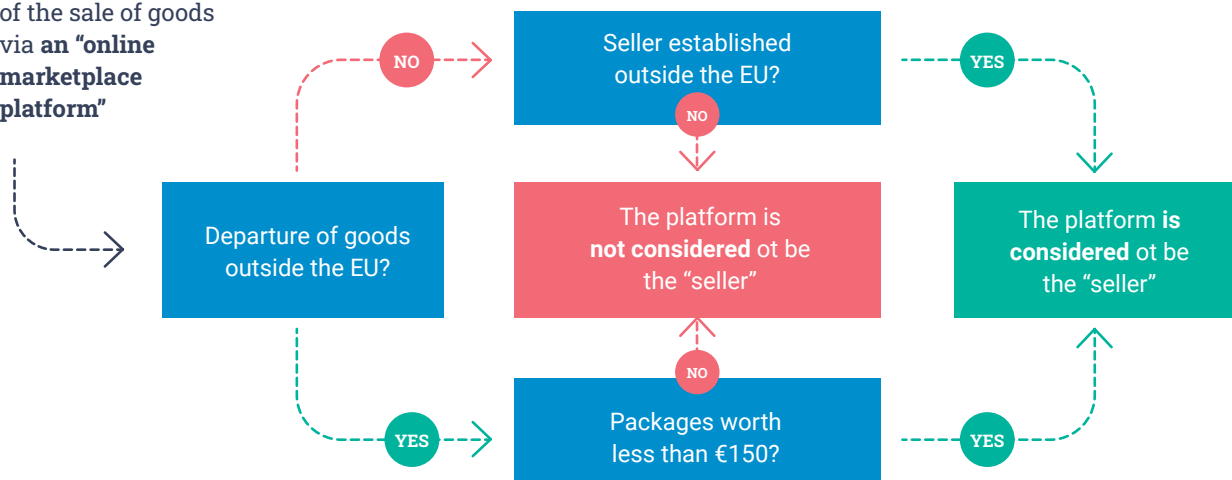 of the sale of goods
via an “online
marketplace
platform”
NO
Seller established
outside the EU?
YES
NO
Departure of goods
outside the EU?
The platform is
not considered ot be
the “seller”
The platform is
considered ot be
the “seller”
NO
YES
Packages worth
less than €150?
YES